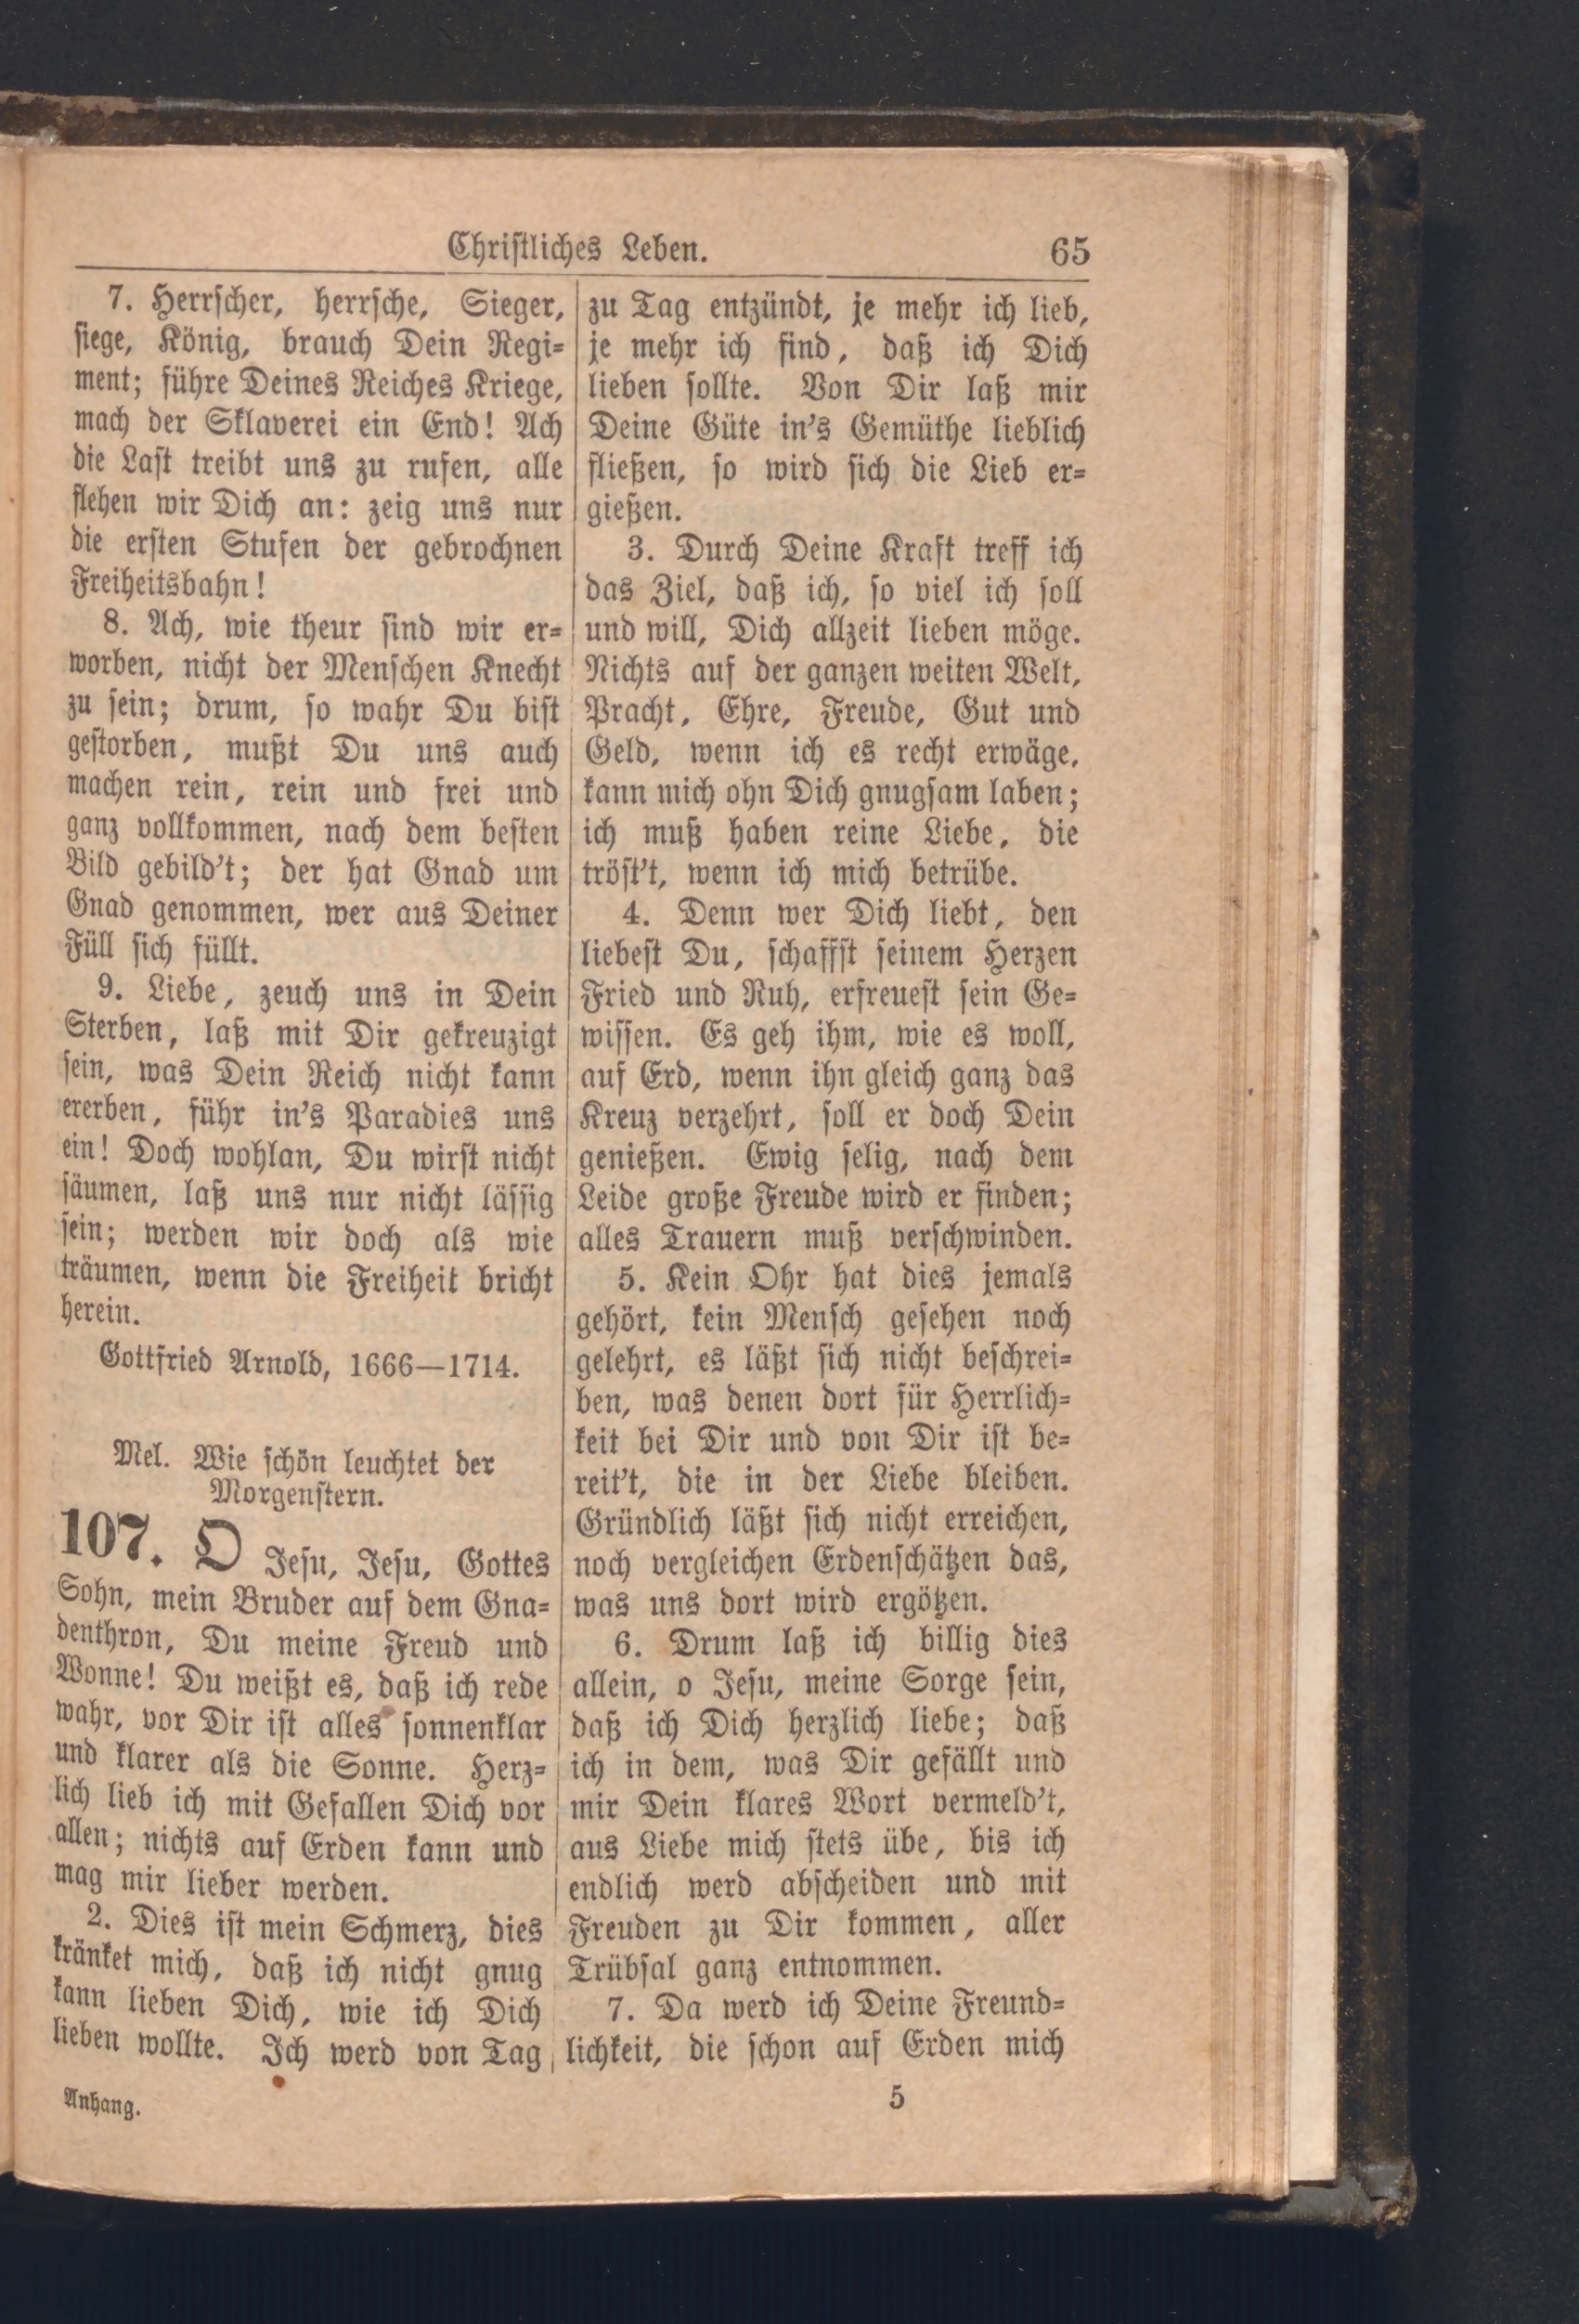 Christliches Leben. 65
7. Herrscher, herrsche, Sieger,
siege, König, brauch Dein Regi-
ment; führe Deines Reiches Kriege,
mach der Sklaverei ein End! Ach
die Last treibt uns zu rufen, alle
flehen wir Dich an: zeig uns nur
die ersten Stufen der gebrochnen
Freiheitsbahn!
8. Ach, wie theur sind wir er-
worben, nicht der Menschen Knecht
zu sein; drum, so wahr Du bist
gestorben, mußt Du uns auch
machen rein, rein und frei und
ganz vollkommen, nach dem besten
Bild gebild't; der hat Gnad um
Gnad genommen, wer aus Deiner
Füll sich füllt.
9. Liebe, zeuch uns in Dein
Sterben, laß mit Dir gekreuzigt
sein, was Dein Reich nicht kann
ererben, führ in's Paradies uns
ein! Doch wohlan, Du wirst nicht
säumen, laß uns nur nicht lässig
sein; werden wir doch als wie
träumen, wenn die Freiheit bricht
herein.
Gottfried Arnold, 1666—1714.
Mel. Wie schön leuchtet der
Morgenstern.
107. O Jesu, Jesu, Gottes
Sohn, mein Bruder auf dem Gna-
denthron, Du meine Freud und
Wonne! Du weißt es, daß ich rede
wahr, vor Dir ist alles sonnenklar
und klarer als die Sonne. Herz-
lich lieb ich mit Gefallen Dich vor
allen; nichts auf Erden kann und
mag mir lieber werden.
2. Dies ist mein Schmerz, dies
kränket mich, daß ich nicht gnug
kann lieben Dich, wie ich Dich
lieben wollte. Ich werd von Tag
zu Tag entzündt, je mehr ich lieb,
je mehr ich find, daß ich Dich
lieben sollte. Von Dir laß mir
Deine Güte in's Gemüthe lieblich
fließen, so wird sich die Lieb er-
gießen.
3. Durch Deine Kraft treff ich
das Ziel, daß ich, so viel ich soll
und will, Dich allzeit lieben möge.
Nichts auf der ganzen weiten Welt,
Pracht, Ehre, Freude, Gut und
Geld, wenn ich es recht erwäge,
kann mich ohn Dich gnugsam laben;
ich muß haben reine Liebe, die
tröst't, wenn ich mich betrübe.
4. Denn wer Dich liebt, den
liebest Du, schaffst seinem Herzen
Fried und Ruh, erfreuest sein Ge-
wissen. Es geh ihm, wie es woll,
auf Erd, wenn ihn gleich ganz das
Kreuz verzehrt, soll er doch Dein
genießen. Ewig selig, nach dem
Leide große Freude wird er finden;
alles Trauern muß verschwinden.
5. Kein Ohr hat dies jemals
gehört, kein Mensch gesehen noch
gelehrt, es läßt sich nicht beschrei-
ben, was denen dort für Herrlich-
keit bei Dir und von Dir ist be-
reit't, die in der Liebe bleiben.
Gründlich läßt sich nicht erreichen,
noch vergleichen Erdenschätzen das,
was uns dort wird ergötzen.
6. Drum laß ich billig dies
allein, o Jesu, meine Sorge sein,
daß ich Dich herzlich liebe; daß
ich in dem, was Dir gefällt und
mir Dein klares Wort vermeld't,
aus Liebe mich stets übe, bis ich
endlich werd abscheiden und mit
Freuden zu Dir kommen, aller
Trübsal ganz entnommen.
7. Da werd ich Deine Freund-
lichkeit, die schon auf Erden mich
Anhang. 5